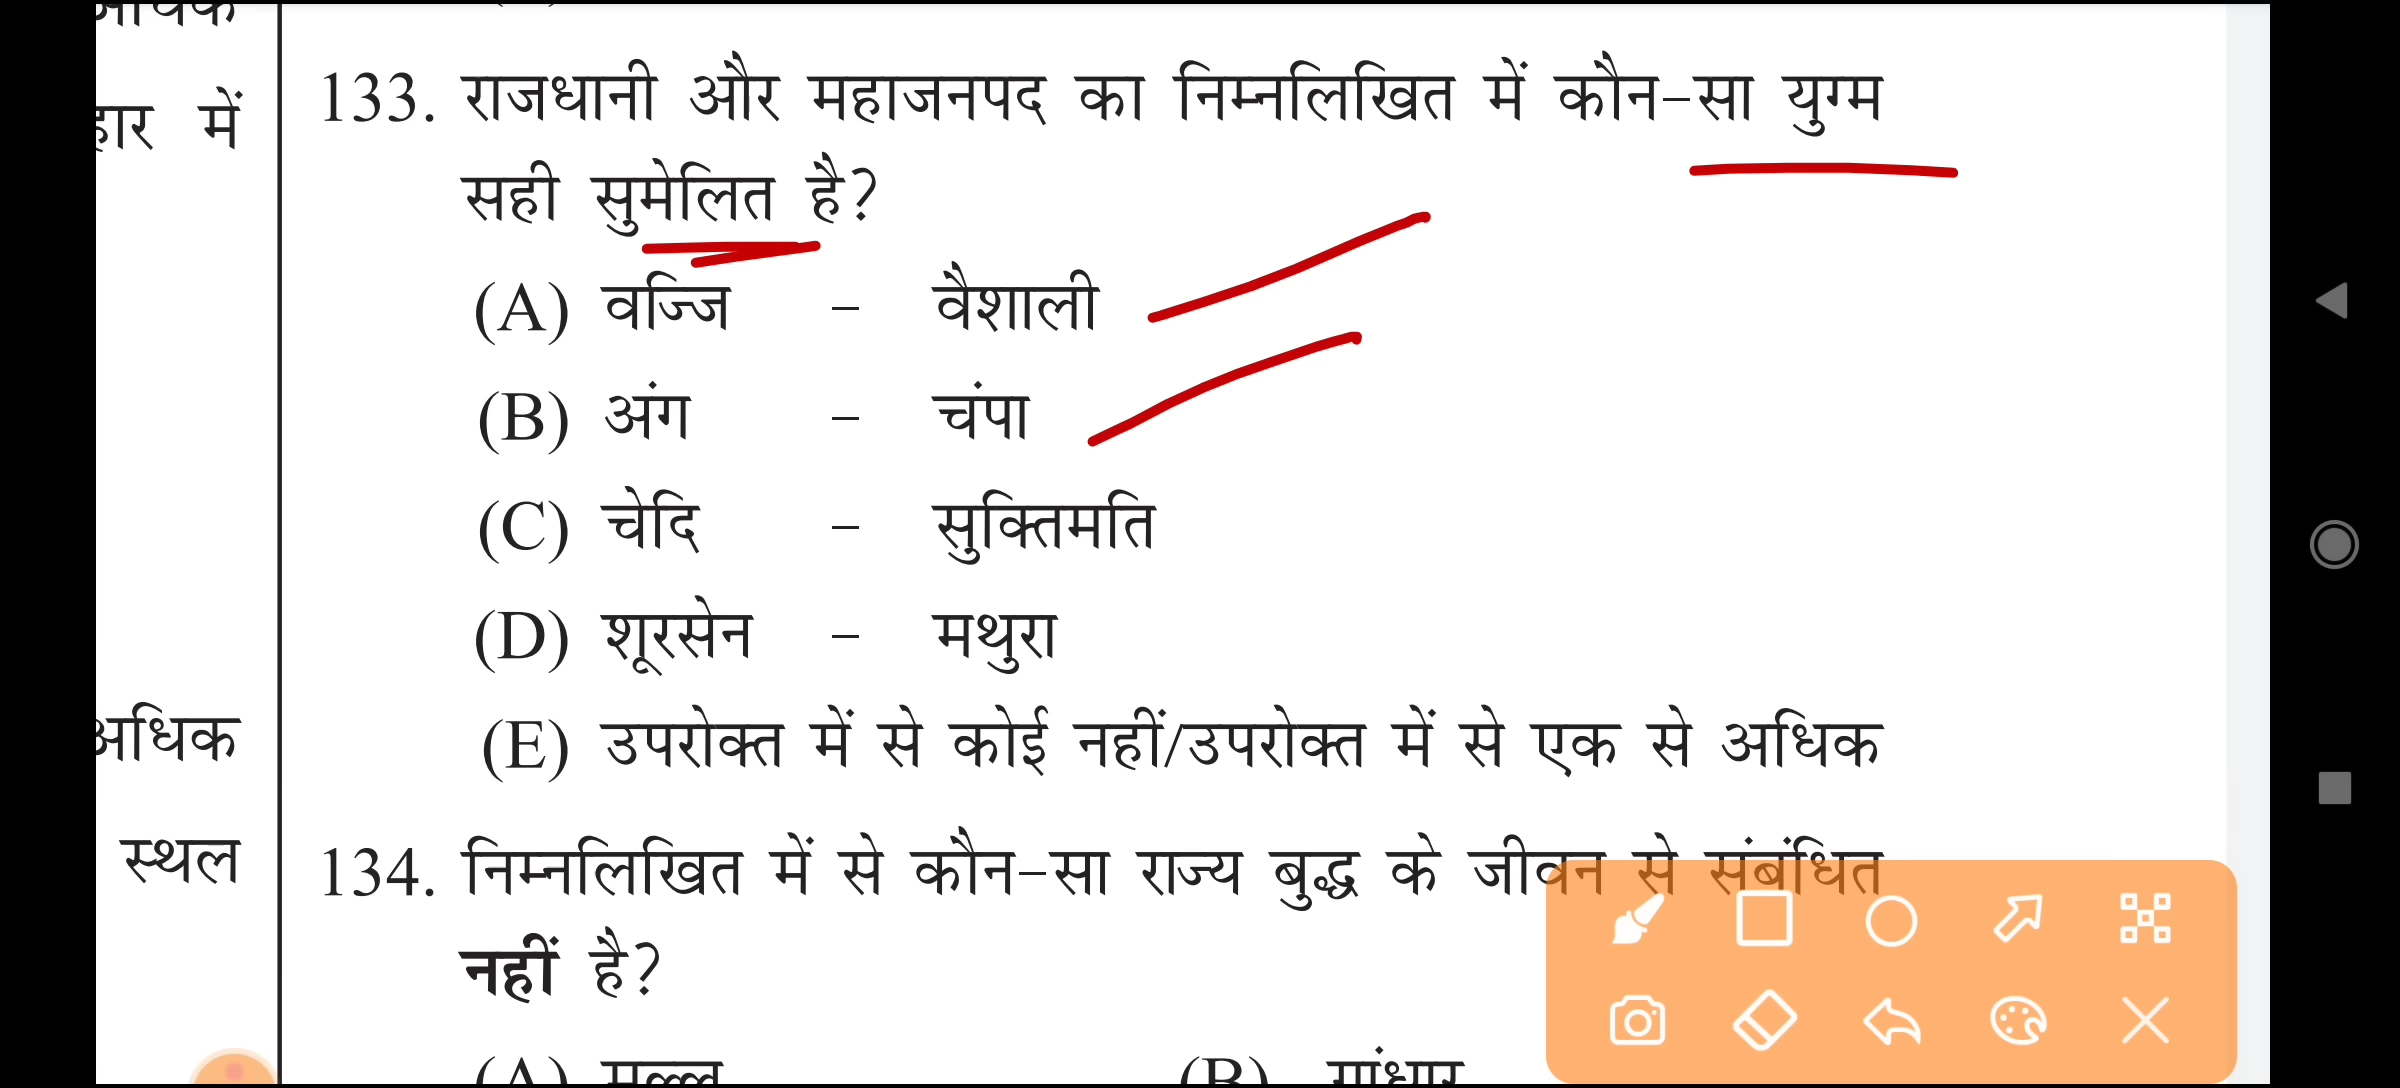 हार में
133. राजधानी और महाजनपद का निम्नलिखित में कौन-सा युग्म
सही सुमेलित है?
(A) वज्जि - वैशाली
(B) अंग - चंपा
(C) चेदि - सुक्तिमति
(D) शूरसेन - मथुरा
(E) उपरोक्त में से कोई नहीं/उपरोक्त में से एक से अधिक
अधिक
स्थल
134. निम्नलिखित में से कौन-सा राज्य बुद्ध के जीवन से संबंधित
नहीं है?
(A) मल्ल (B) गांधार